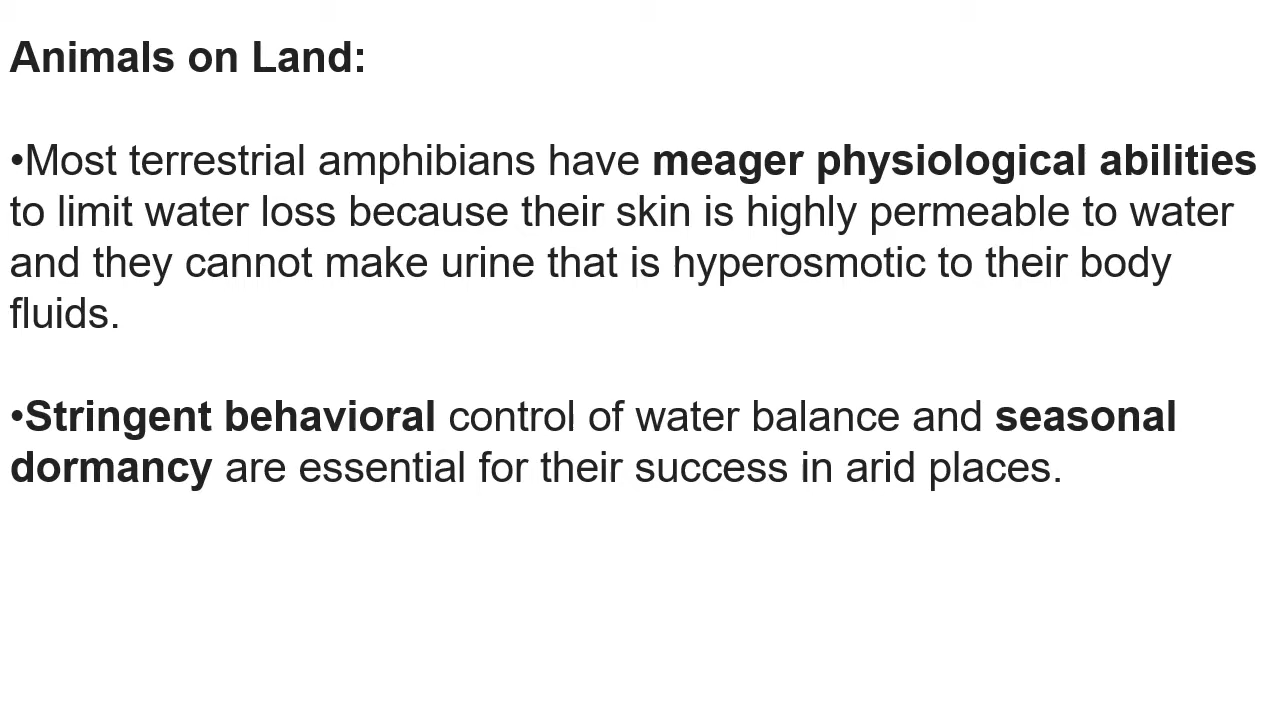 Animals on Land:
•Most terrestrial amphibians have meager physiological abilities
to limit water loss because their skin is highly permeable to water
and they cannot make urine that is hyperosmotic to their body
fluids.
•Stringent behavioral control of water balance and seasonal
dormancy are essential for their success in arid places.